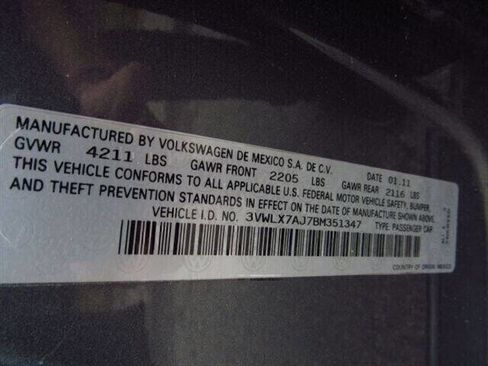 MANUFACTURED BY VOLKSWAGEN DE MEXICO S.A. DE C.V. DATE 01.11
GVWR 4211 LBS GAWR FRONT 2205 LBS GAWR REAR 2116 LBS
THIS VEHICLE CONFORMS TO ALL APPLICABLE U.S. FEDERAL MOTOR VEHICLE SAFETY, BUMPER,
AND THEFT PREVENTION STANDARDS IN EFFECT ON THE DATE OF MANUFACTURE SHOWN ABOVE.
VEHICLE I.D. NO. 3VWLX7AJ7BM351347 TYPE: PASSENGER CAR
COUNTRY OF ORIGIN: MEXICO